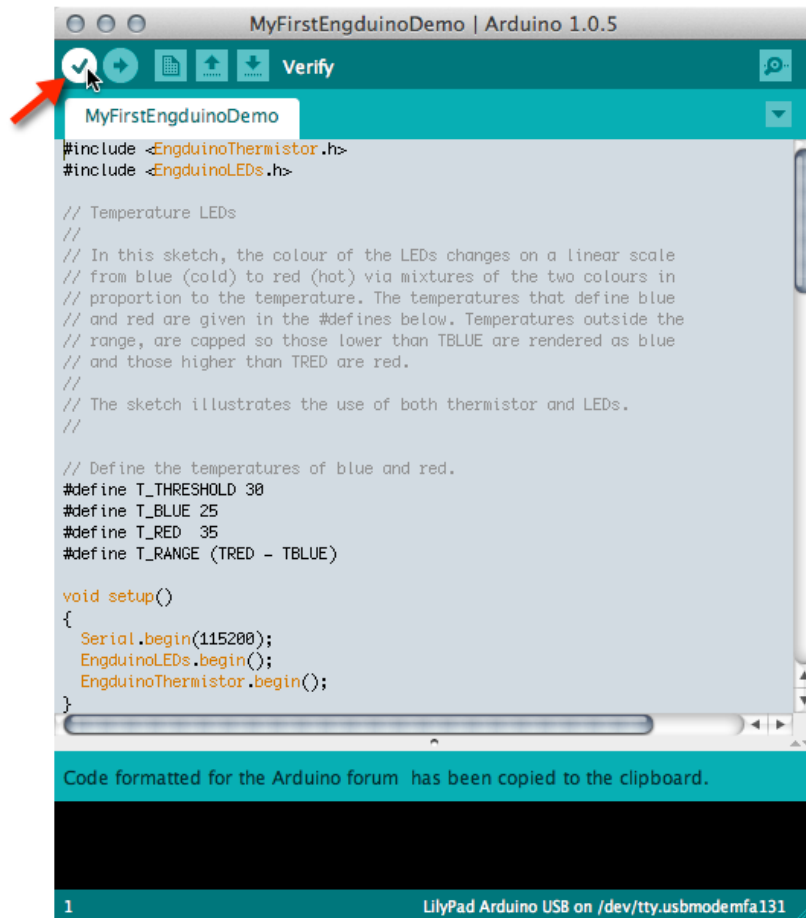 MyFirstEngduinoDemo | Arduino 1.0.5
Verify
MyFirstEngduinoDemo
#include <EngduinoThermistor.h>
#include <EngduinoLEDs.h>
// Temperature LEDs
//
// In this sketch, the colour of the LEDs changes on a linear scale
// from blue (cold) to red (hot) via mixtures of the two colours in
// proportion to the temperature. The temperatures that define blue
// and red are given in the #defines below. Temperatures outside the
// range, are capped so those lower than TBLUE are rendered as blue
// and those higher than TRED are red.
//
// The sketch illustrates the use of both thermistor and LEDs.
//
// Define the temperatures of blue and red.
#define T_THRESHOLD 30
#define T_BLUE 25
#define T_RED  35
#define T_RANGE (TRED - TBLUE)
void setup()
{
  Serial.begin(115200);
  EngduinoLEDs.begin();
  EngduinoThermistor.begin();
}
Code formatted for the Arduino forum  has been copied to the clipboard.
1
LilyPad Arduino USB on /dev/tty.usbmodemfa131